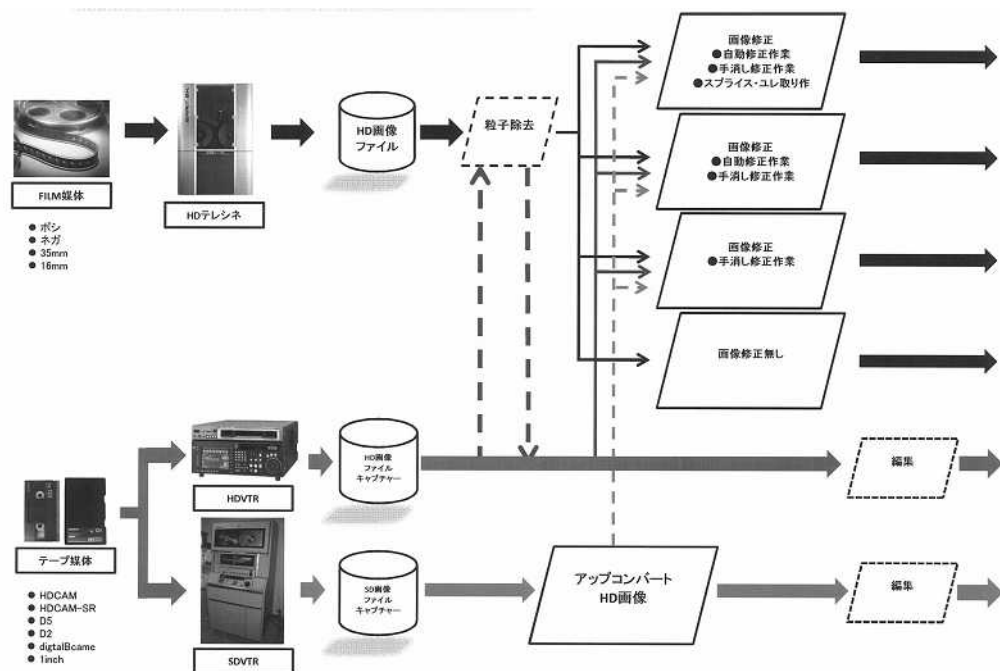 画像修正
●自動修正作業
●手消し修正作業
●スプライス・ユレ取り作
HD画像
ファイル
粒子除去
FILM媒体
HDテレシネ
● ポジ
● ネガ
● 35mm
● 16mm
画像修正
●自動修正作業
●手消し修正作業
画像修正
●手消し修正作業
画像修正無し
HD画像
ファイル
キャプチャー
HDVTR
編集
テープ媒体
● HDCAM
● HDCAM-SR
● D5
● D2
● digtalBcame
● 1inch
SD画像
ファイル
キャプチャー
SDVTR
アップコンバート
HD画像
編集